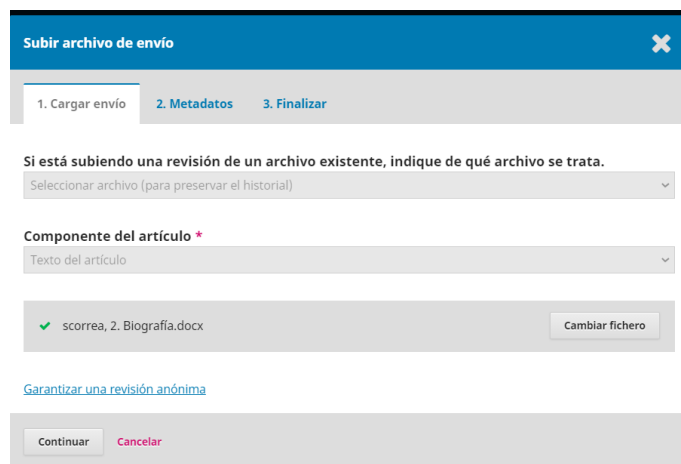 Subir archivo de envío
1. Cargar envío 2. Metadatos 3. Finalizar
Si está subiendo una revisión de un archivo existente, indique de qué archivo se trata.
Seleccionar archivo (para preservar el historial)
Componente del artículo *
Texto del artículo
scorrea, 2. Biografía.docx Cambiar fichero
Garantizar una revisión anónima
Continuar Cancelar